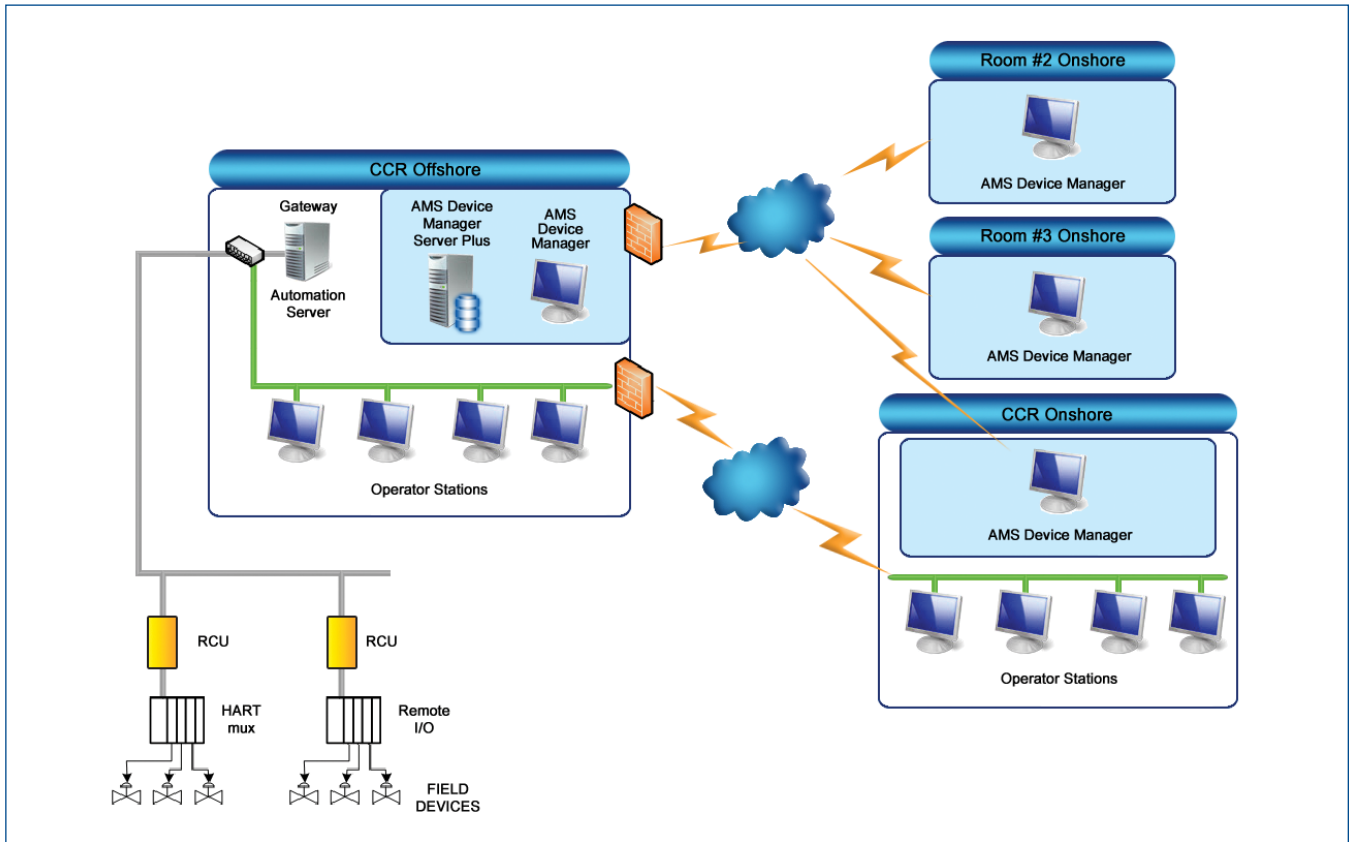 Room #2 Onshore
AMS Device Manager
CCR Offshore
Gateway
Automation
Server
AMS Device
Manager
Server Plus
AMS
Device
Manager
Room #3 Onshore
AMS Device Manager
Operator Stations
CCR Onshore
AMS Device Manager
Operator Stations
RCU
RCU
HART
mux
Remote
I/O
FIELD
DEVICES